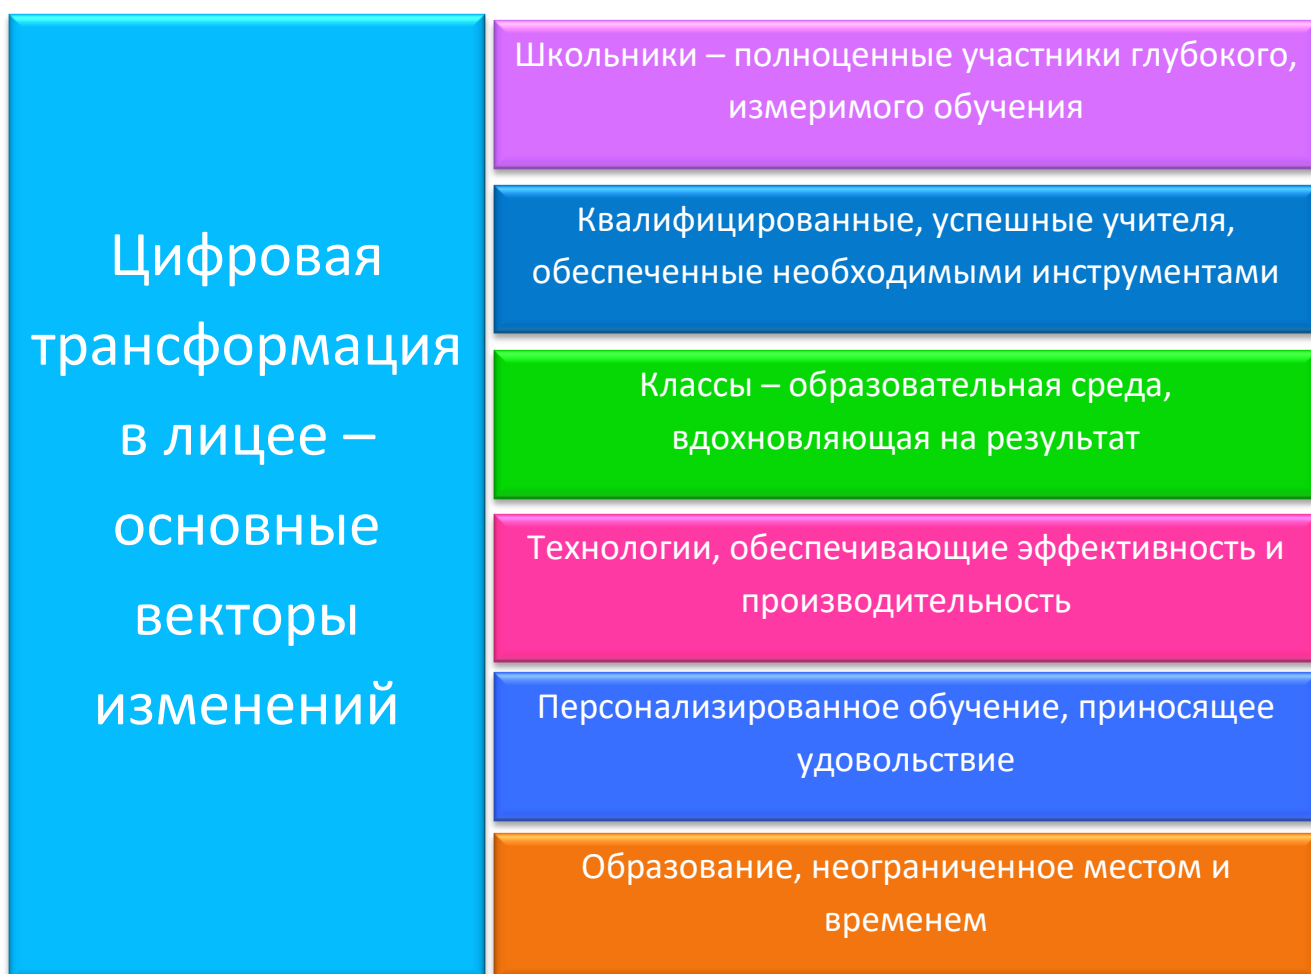 Цифровая
трансформация
в лицее –
основные
векторы
изменений
Школьники – полноценные участники глубокого,
измеримого обучения
Квалифицированные, успешные учителя,
обеспеченные необходимыми инструментами
Классы – образовательная среда,
вдохновляющая на результат
Технологии, обеспечивающие эффективность и
производительность
Персонализированное обучение, приносящее
удовольствие
Образование, неограниченное местом и
временем